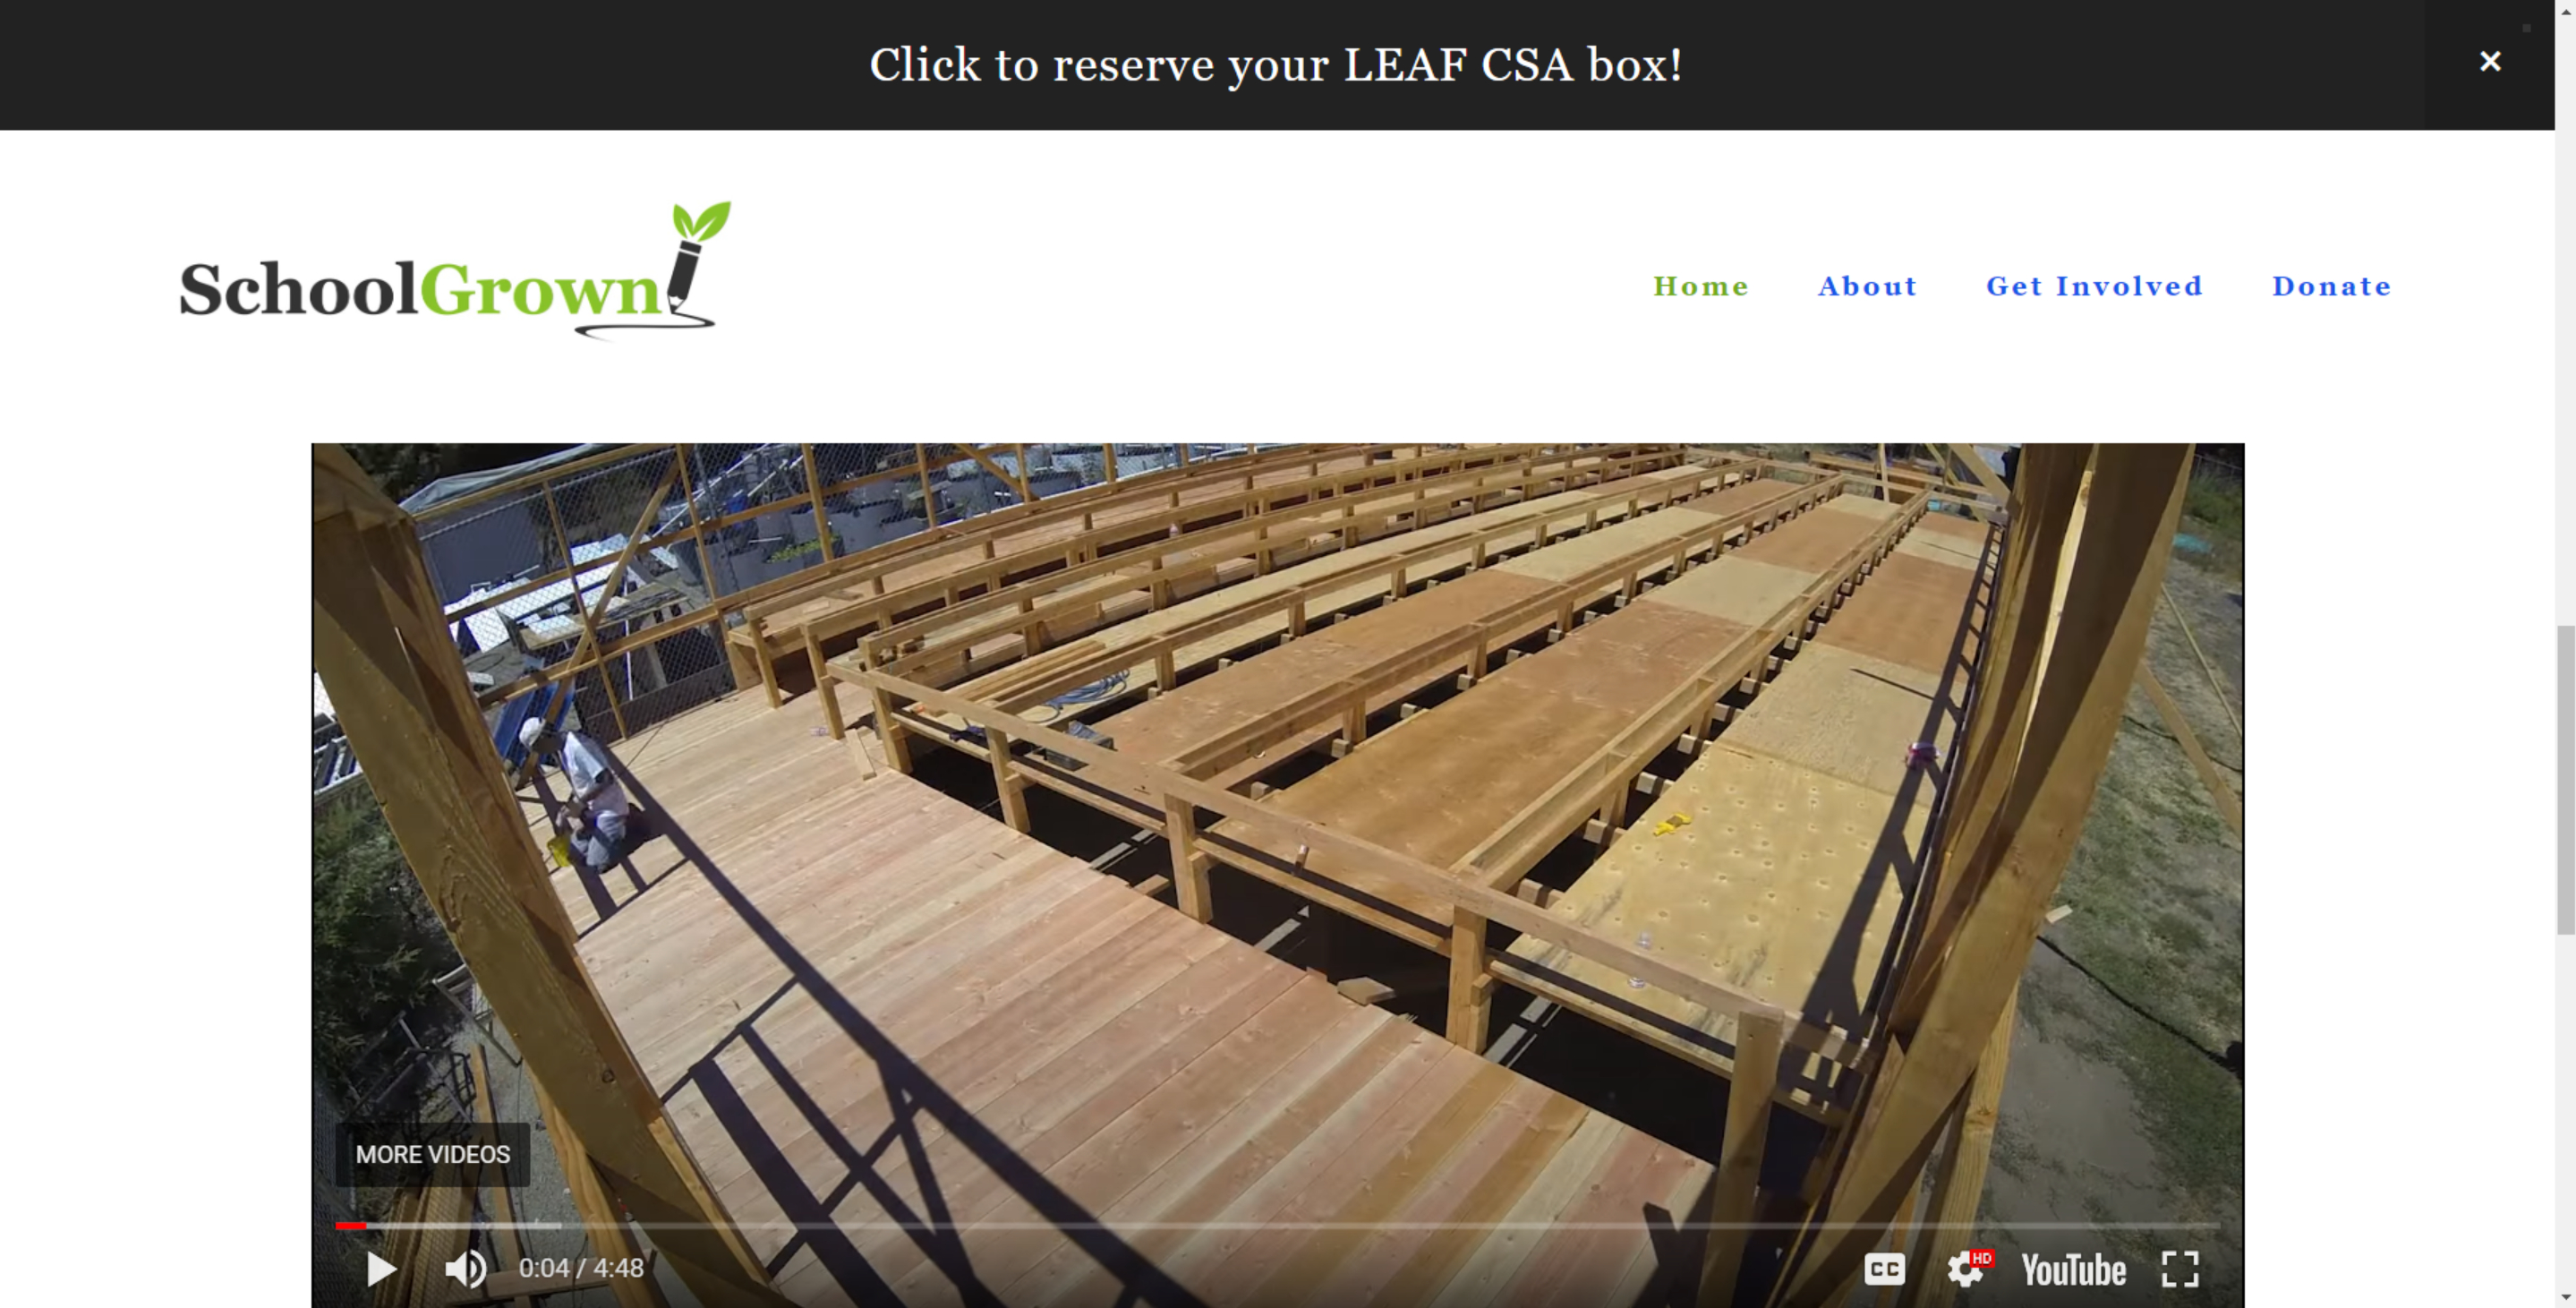 Click to reserve your LEAF CSA box!
×
SchoolGrown
Home About Get Involved Donate
MORE VIDEOS
0:04 / 4:48
CC HD YouTube